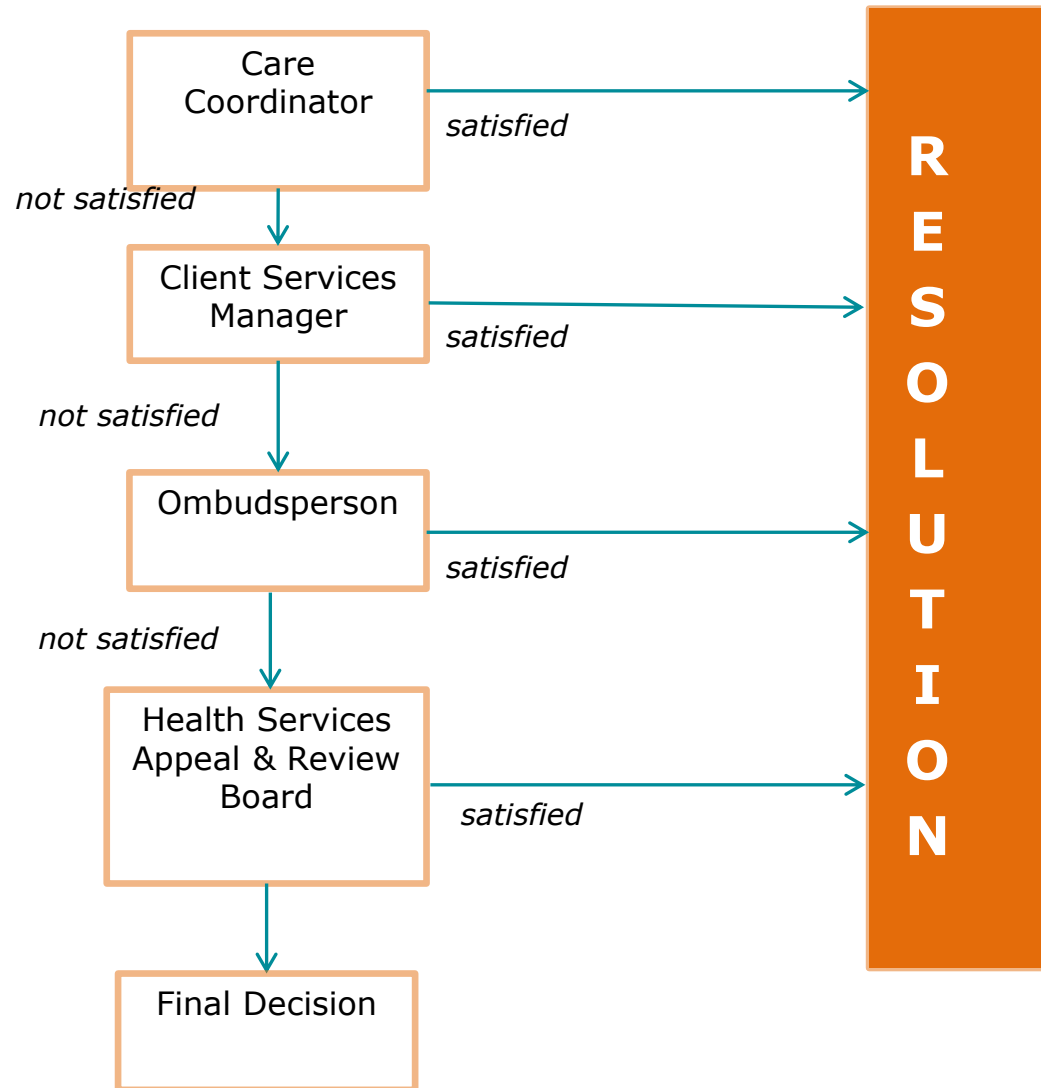 Care
Coordinator
satisfied
not satisfied
Client Services
Manager
satisfied
not satisfied
Ombudsperson
satisfied
not satisfied
Health Services
Appeal & Review
Board
satisfied
Final Decision
R
E
S
O
L
U
T
I
O
N